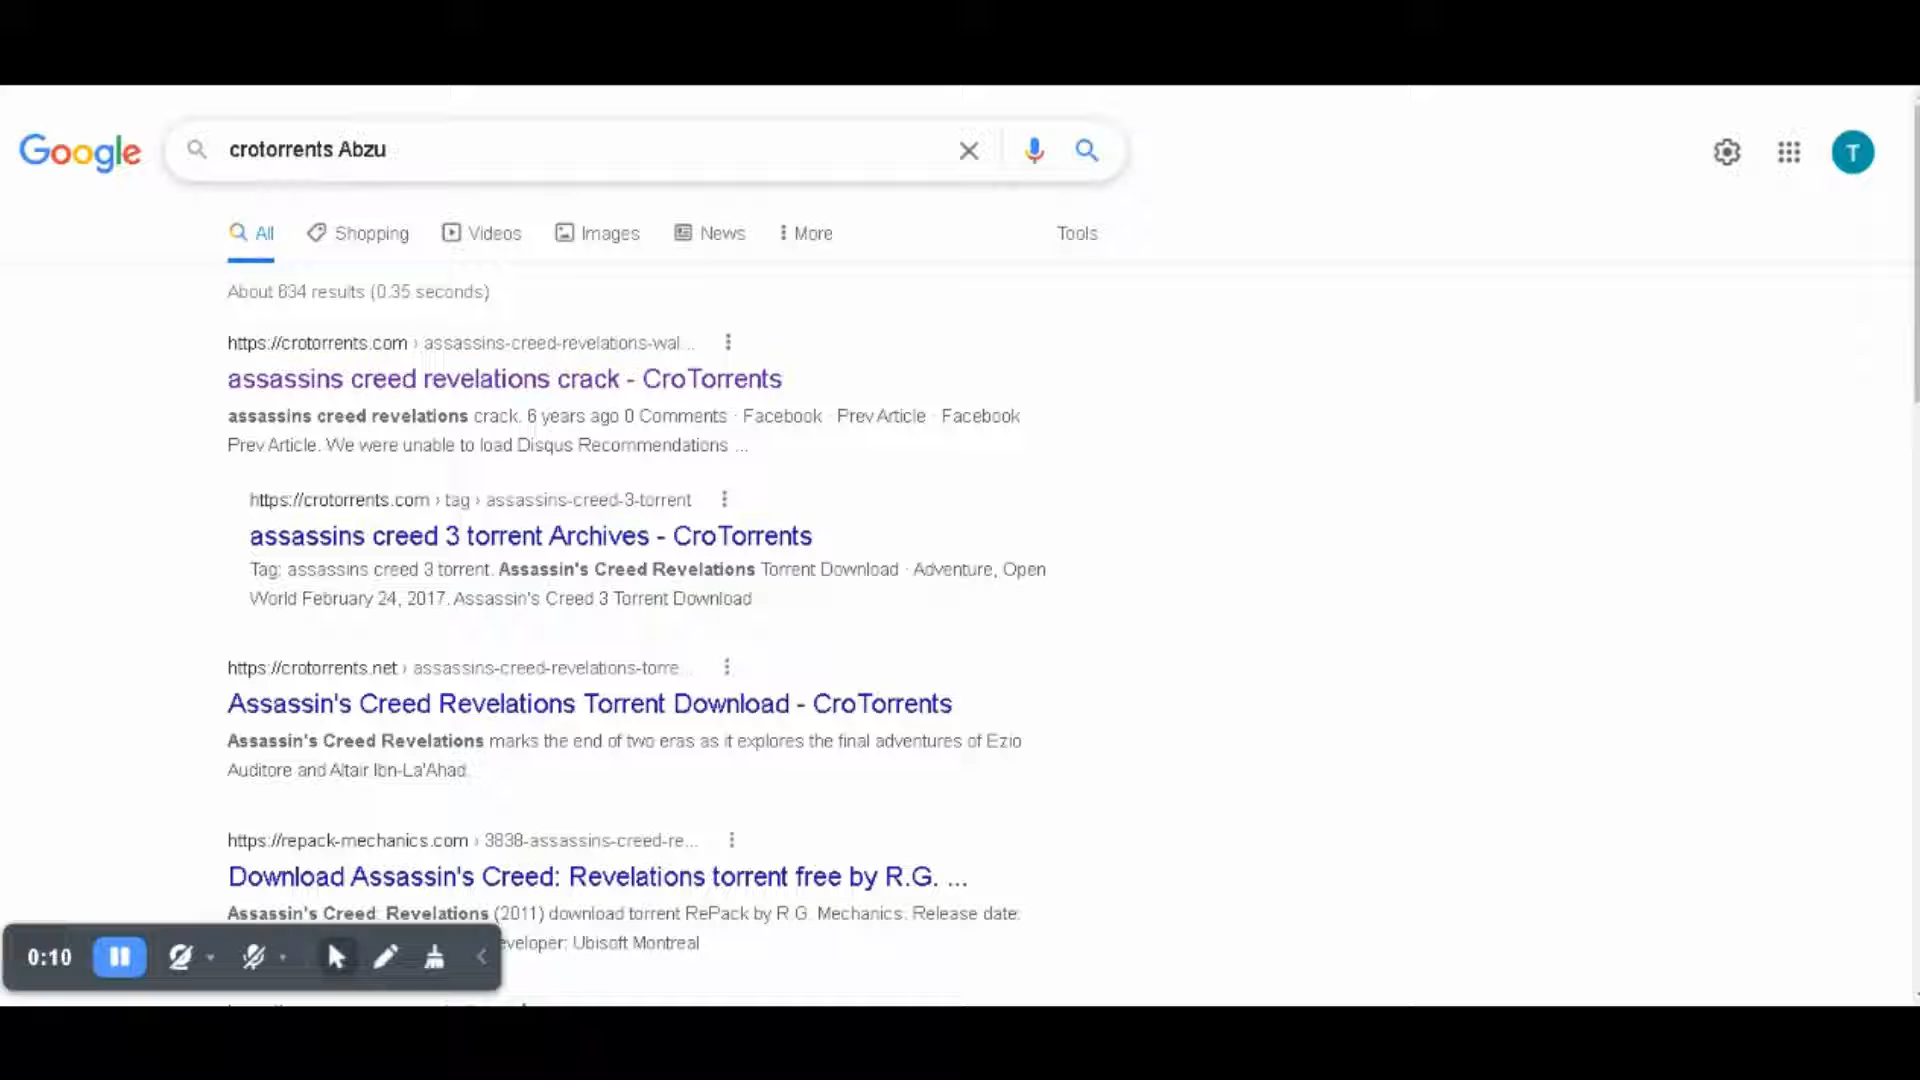 Google
crotorrents Abzu
T
All
Shopping
Videos
Images
News
More
Tools
About 634 results (0.35 seconds)
https://crotorrents.com › assassins-creed-revelations-wal...
assassins creed revelations crack - CroTorrents
assassins creed revelations crack. 6 years ago 0 Comments · Facebook · Prev Article · Facebook
Prev Article. We were unable to load Disqus Recommendations ...
https://crotorrents.com › tag › assassins-creed-3-torrent
assassins creed 3 torrent Archives - CroTorrents
Tag: assassins creed 3 torrent. Assassin's Creed Revelations Torrent Download · Adventure, Open
World February 24, 2017. Assassin's Creed 3 Torrent Download
https://crotorrents.net › assassins-creed-revelations-torre...
Assassin's Creed Revelations Torrent Download - CroTorrents
Assassin's Creed Revelations marks the end of two eras as it explores the final adventures of Ezio
Auditore and Altair Ibn-La'Ahad.
https://repack-mechanics.com › 3838-assassins-creed-re...
Download Assassin's Creed: Revelations torrent free by R.G. ...
Assassin's Creed: Revelations (2011) download torrent RePack by R.G. Mechanics. Release date:
eveloper: Ubisoft Montreal
0:10